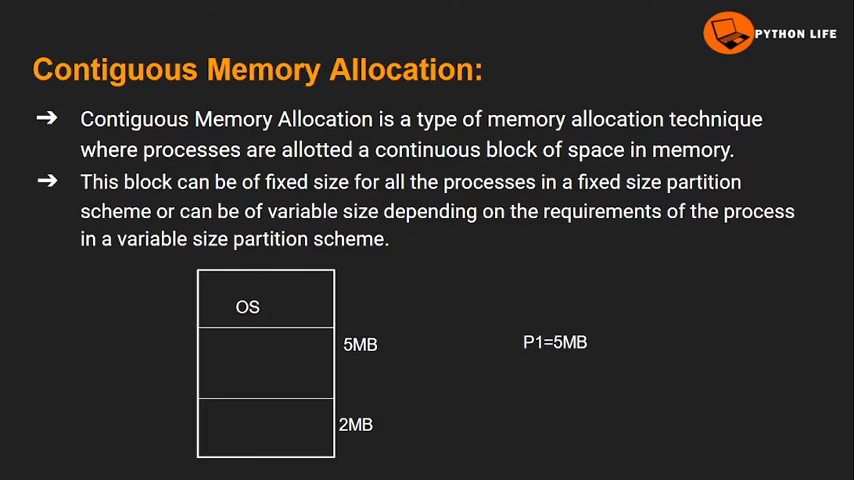 PYTHON LIFE
Contiguous Memory Allocation:
➔ Contiguous Memory Allocation is a type of memory allocation technique
where processes are allotted a continuous block of space in memory.
➔ This block can be of fixed size for all the processes in a fixed size partition
scheme or can be of variable size depending on the requirements of the process
in a variable size partition scheme.
OS
5MB
P1=5MB
2MB